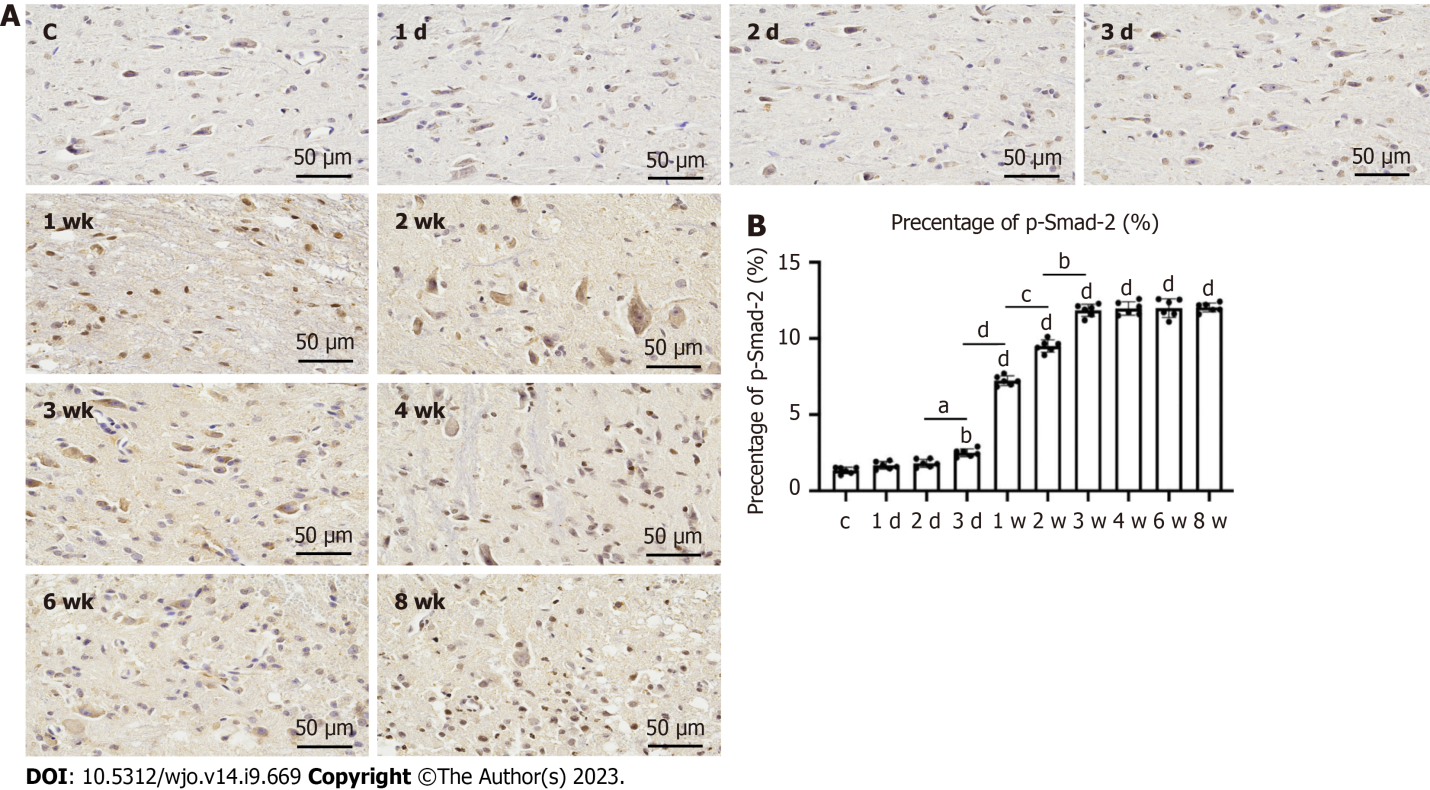 A
C
50 µm
1 d
50 µm
2 d
50 µm
3 d
50 µm
1 wk
50 µm
2 wk
50 µm
3 wk
50 µm
4 wk
50 µm
6 wk
50 µm
8 wk
50 µm
B
Precentage of p-Smad-2 (%)
Precentage of p-Smad-2 (%)
15
10
5
0
a
b
d
d
c
d
b
d
d
d
d
c 1 d 2 d 3 d 1 w 2 w 3 w 4 w 6 w 8 w
DOI: 10.5312/wjo.v14.i9.669 Copyright ©The Author(s) 2023.